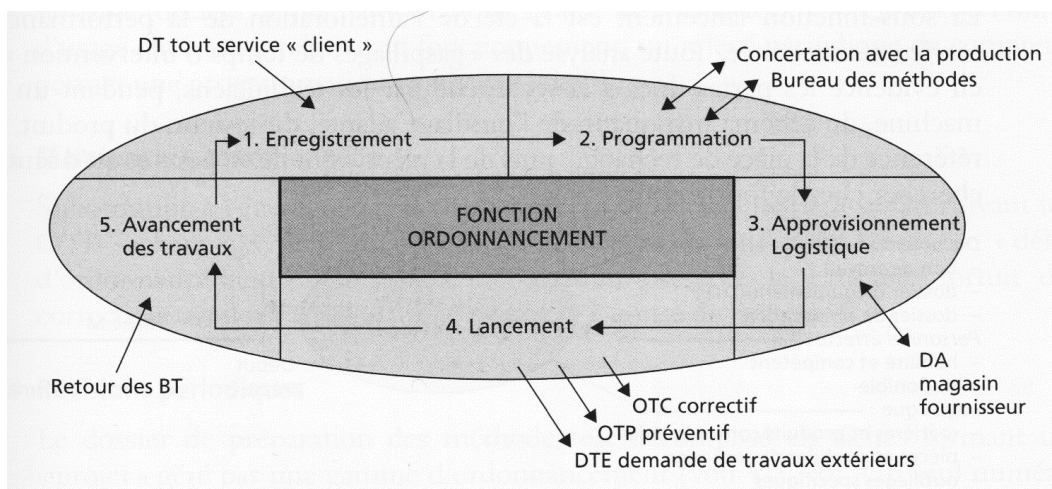 DT tout service « client »
Concertation avec la production
Bureau des méthodes
1. Enregistrement
2. Programmation
5. Avancement
des travaux
FONCTION
ORDONNANCEMENT
3. Approvisionnement
Logistique
4. Lancement
Retour des BT
DA
magasin
fournisseur
OTC correctif
OTP préventif
DTE demande de travaux extérieurs